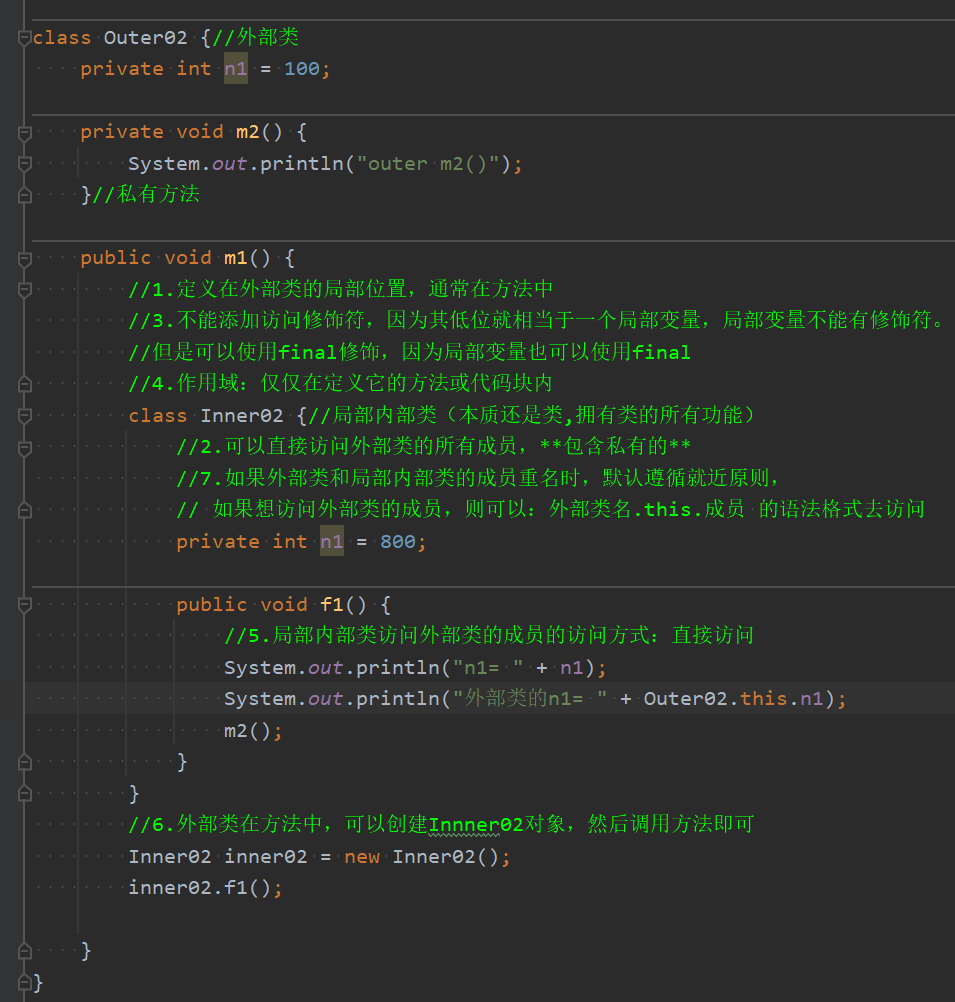 class Outer02 {//外部类
    private int n1 = 100;
    private void m2() {
        System.out.println("outer m2()");
    }//私有方法
    public void m1() {
        //1.定义在外部类的局部位置，通常在方法中
        //3.不能添加访问修饰符，因为其低位就相当于一个局部变量，局部变量不能有修饰符。
        //但是可以使用final修饰，因为局部变量也可以使用final
        //4.作用域：仅仅在定义它的方法或代码块内
        class Inner02 {//局部内部类（本质还是类,拥有类的所有功能）
            //2.可以直接访问外部类的所有成员，**包含私有的**
            //7.如果外部类和局部内部类的成员重名时，默认遵循就近原则，
            // 如果想访问外部类的成员，则可以：外部类名.this.成员 的语法格式去访问
            private int n1 = 800;
            public void f1() {
                //5.局部内部类访问外部类的成员的访问方式：直接访问
                System.out.println("n1= " + n1);
                System.out.println("外部类的n1= " + Outer02.this.n1);
                m2();
            }
        }
        //6.外部类在方法中，可以创建Innner02对象，然后调用方法即可
        Inner02 inner02 = new Inner02();
        inner02.f1();
    }
}